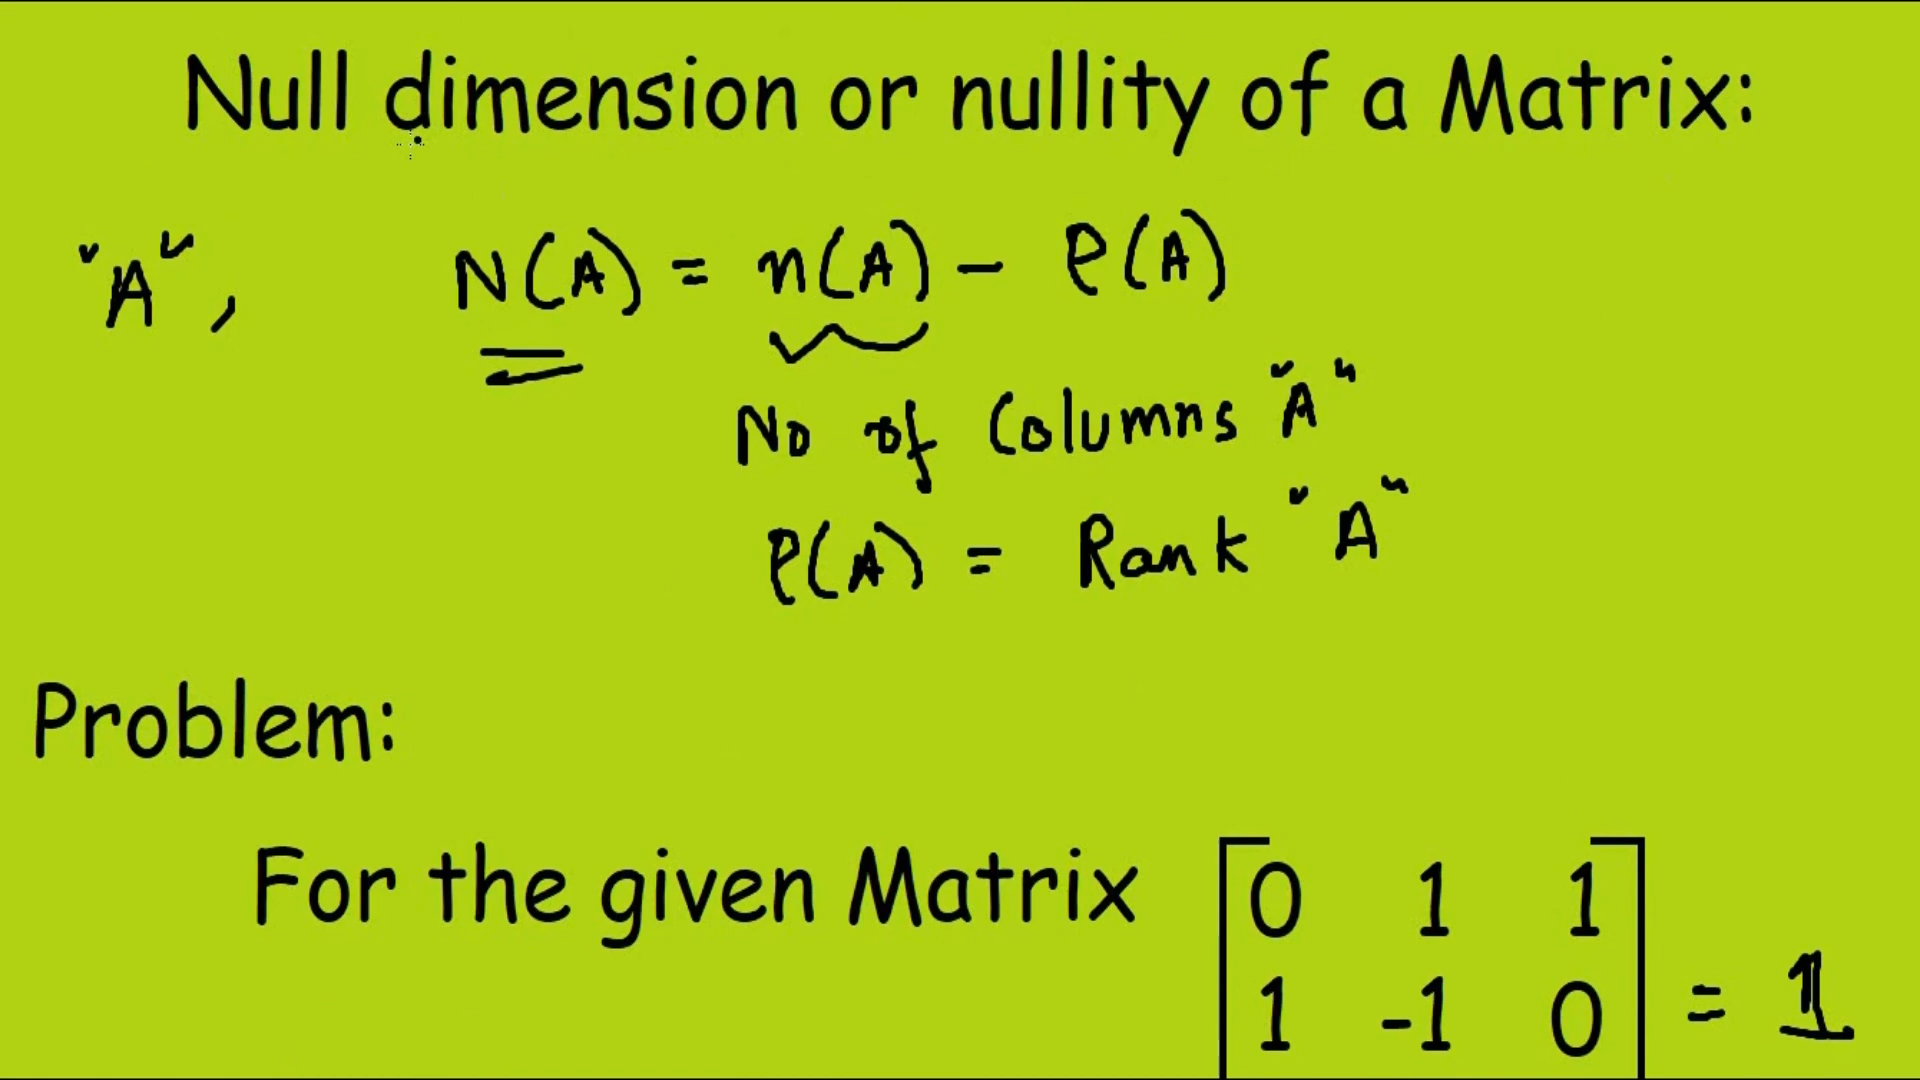 Null dimension or nullity of a Matrix:
"A", N(A) = n(A) - ρ(A)
No of Columns "A"
ρ(A) = Rank "A"
Problem:
For the given Matrix
0 1 1
1 -1 0 = 1